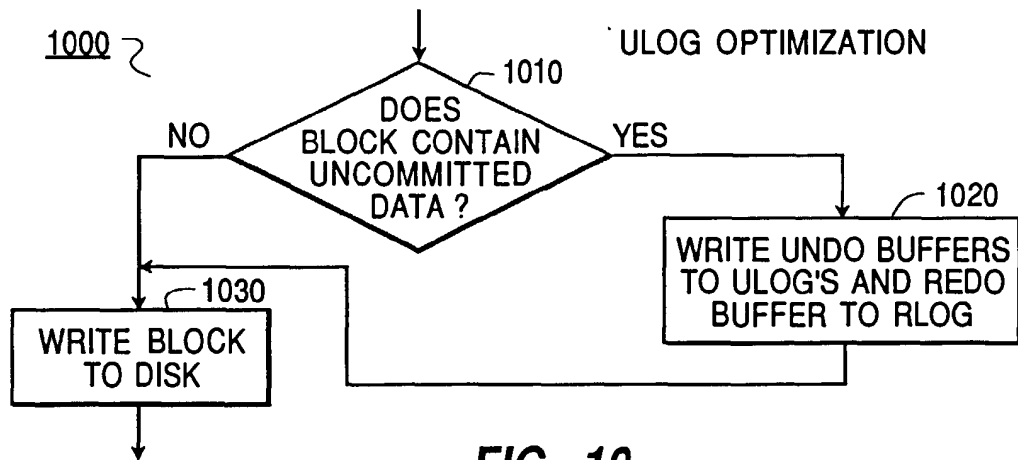 1000
ULOG OPTIMIZATION
1010
DOES
BLOCK CONTAIN
UNCOMMITTED
DATA ?
NO
YES
1020
WRITE UNDO BUFFERS
TO ULOG'S AND REDO
BUFFER TO RLOG
1030
WRITE BLOCK
TO DISK